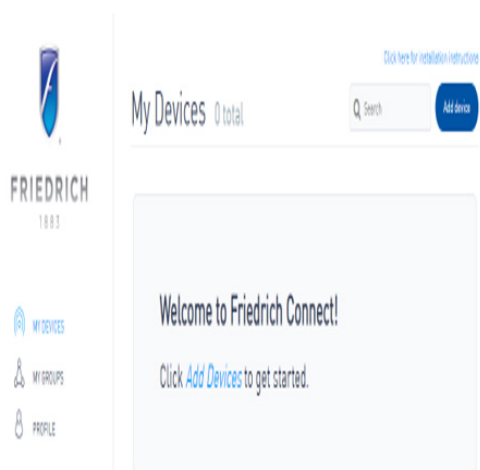 Click here for installation instructions
My Devices 0 total
Search
Add device
FRIEDRICH
1883
Welcome to Friedrich Connect!
Click Add Devices to get started.
MY DEVICES
MY GROUPS
PROFILE